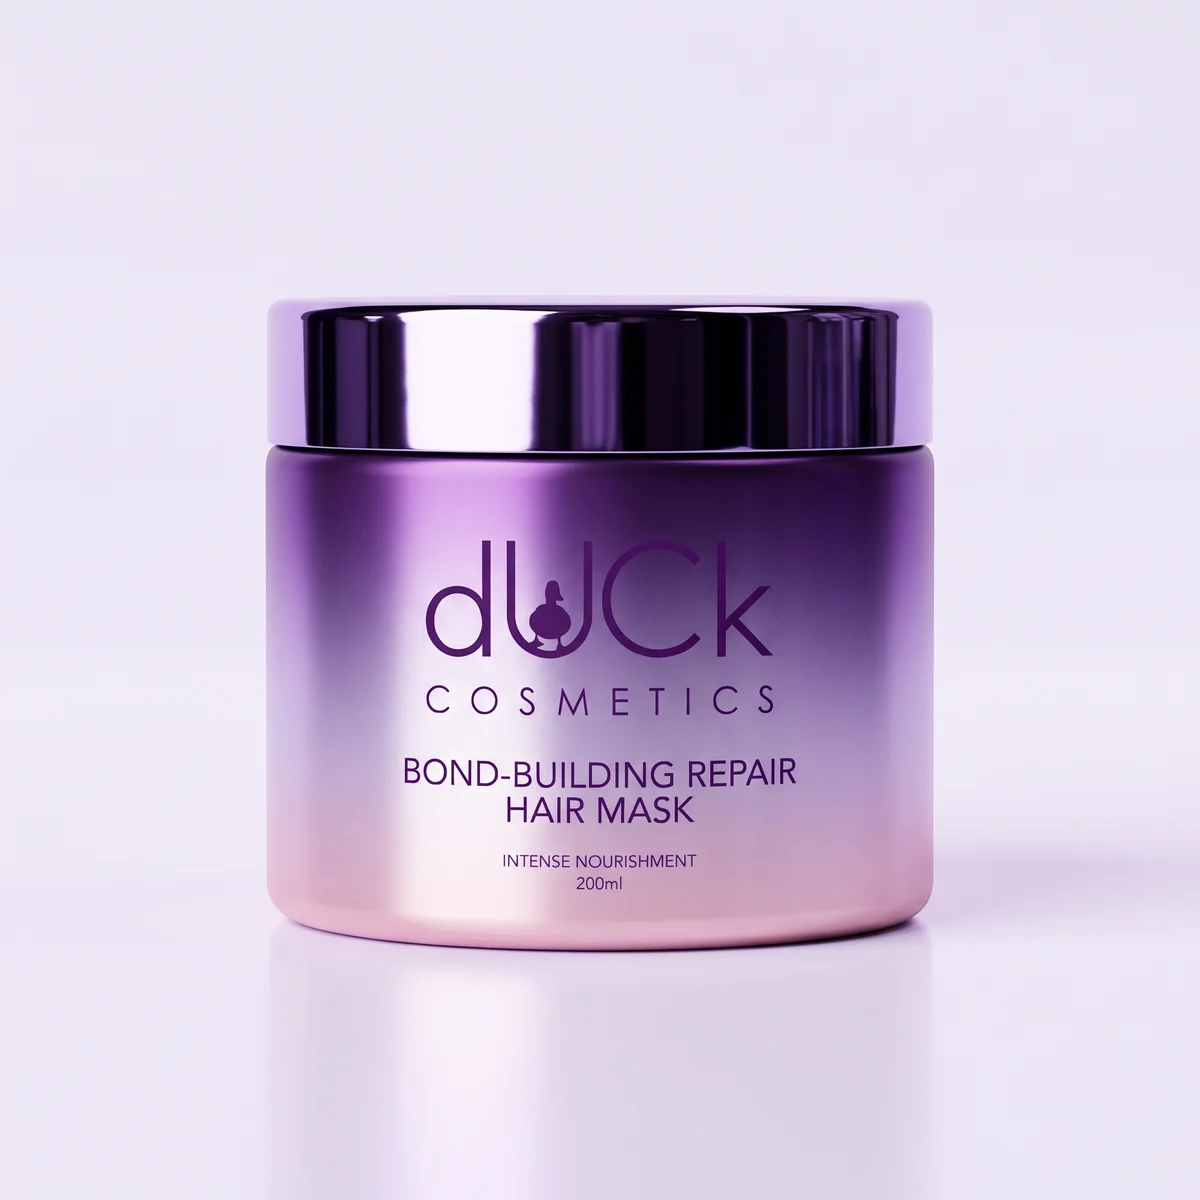 dUCk
COSMETICS
BOND-BUILDING REPAIR
HAIR MASK
INTENSE NOURISHMENT
200ml